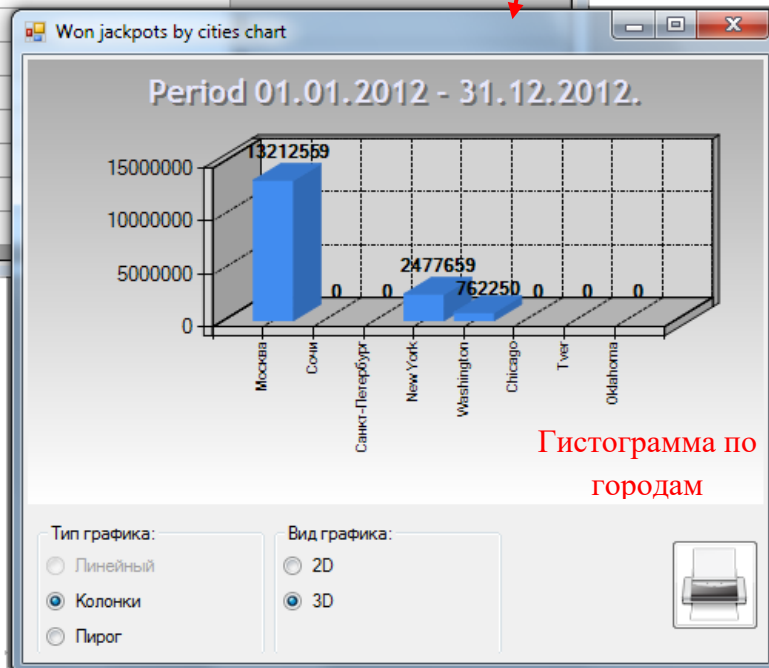 Won jackpots by cities chart
Period 01.01.2012 - 31.12.2012.
15000000
10000000
5000000
0
13212559
0
0
2477659
762250
0
0
0
Москва
Сочи
Санкт-Петербург
New York
Washington
Chicago
Tver
Oklahoma
Гистограмма по
городам
Тип графика:
Линейный
Колонки
Пирог
Вид графика:
2D
3D